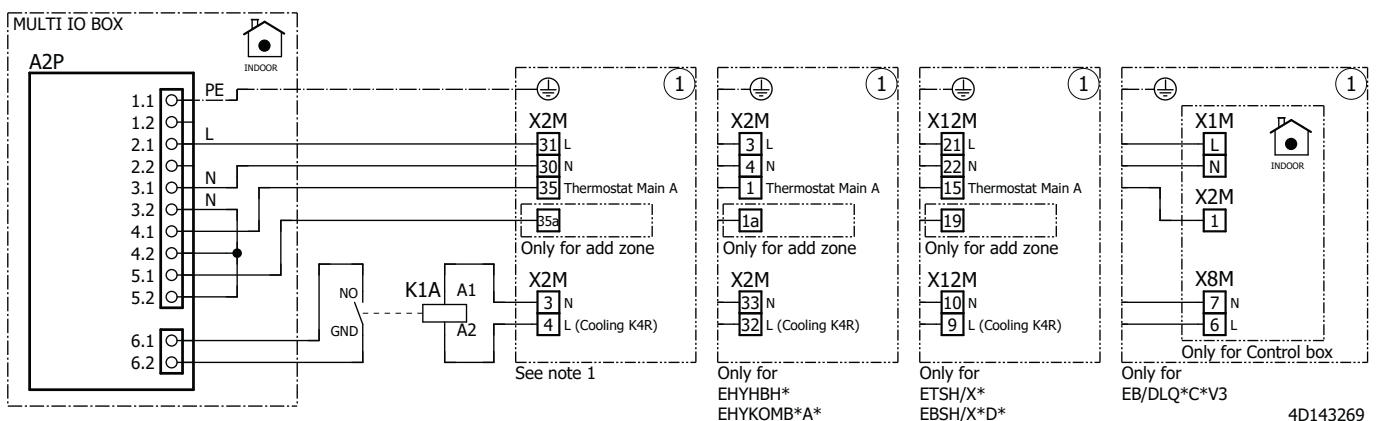 MULTI IO BOX
INDOOR
A2P
1.1
PE
1.2
2.1
L
2.2
3.1
N
3.2
N
4.1
4.2
5.1
5.2
6.1
6.2
NO
GND
K1A
A1
A2
1
X2M
31 L
30 N
35 Thermostat Main A
35a
Only for add zone
X2M
3 N
4 L (Cooling K4R)
See note 1
1
X2M
3 L
4 N
1 Thermostat Main A
1a
Only for add zone
X2M
33 N
32 L (Cooling K4R)
Only for
EHYHBH*
EHYKOMB*A*
1
X12M
21 L
22 N
15 Thermostat Main A
19
Only for add zone
X12M
10 N
9 L (Cooling K4R)
Only for
ETSH/X*
EBSH/X*D*
1
X1M
L
N
INDOOR
X2M
1
X8M
7 N
6 L
Only for Control box
Only for
EB/DLQ*C*V3
4D143269